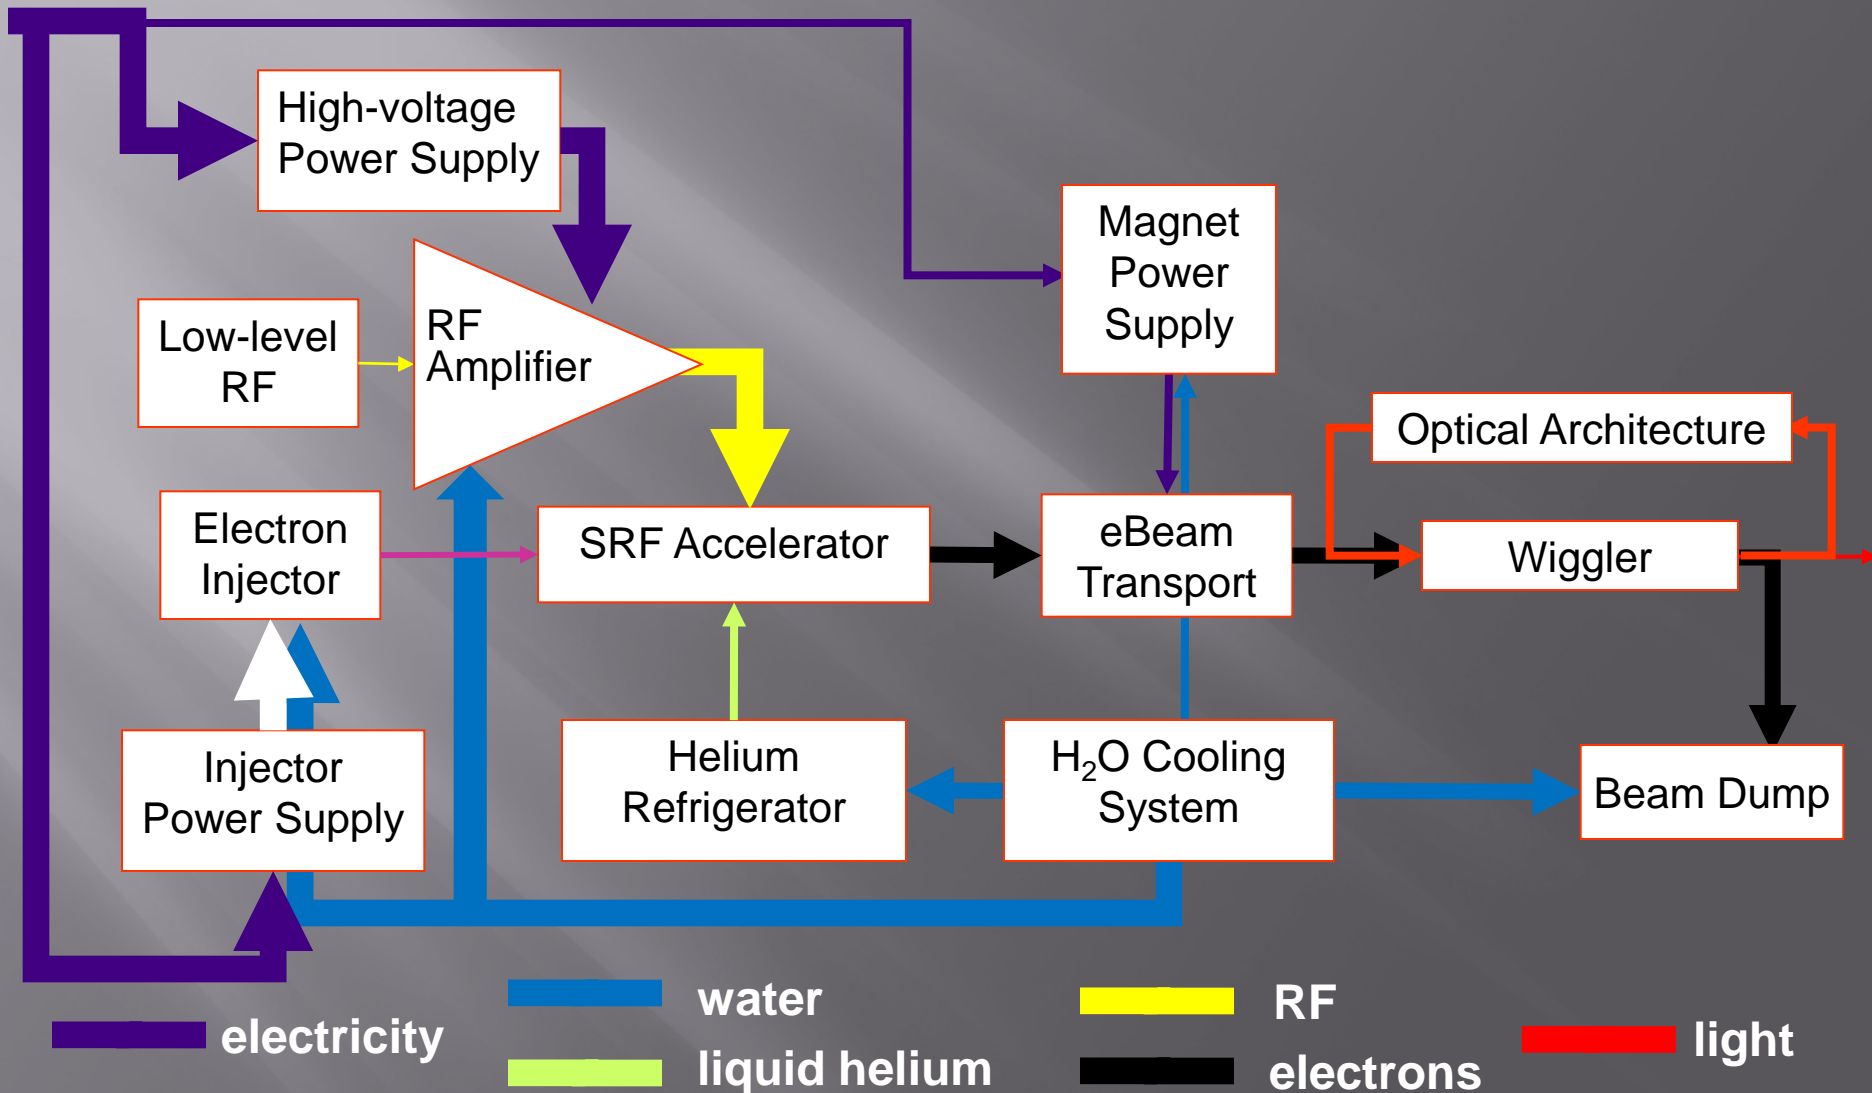 High-voltage
Power Supply
Magnet
Power
Supply
Low-level
RF
RF
Amplifier
Optical Architecture
Electron
Injector
SRF Accelerator
eBeam
Transport
Wiggler
Injector
Power Supply
Helium
Refrigerator
H₂O Cooling
System
Beam Dump
electricity
water
liquid helium
RF
electrons
light